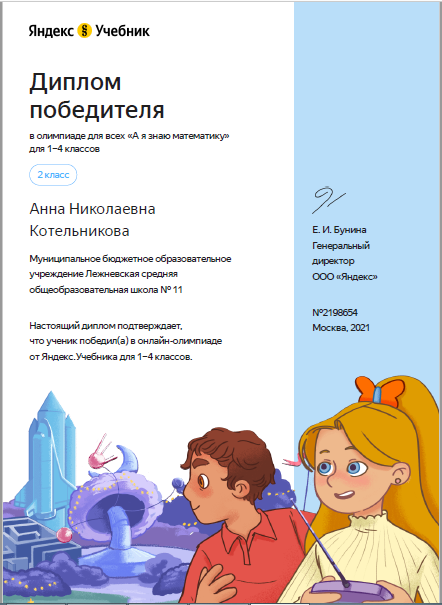 Яндекс Учебник
Диплом
победителя
в олимпиаде для всех «А я знаю математику»
для 1–4 классов
2 класс
Анна Николаевна
Котельникова
Муниципальное бюджетное образовательное
учреждение Лежневская средняя
общеобразовательная школа № 11
Настоящий диплом подтверждает,
что ученик победил(а) в онлайн-олимпиаде
от Яндекс.Учебника для 1–4 классов.
Е. И. Бунина
Генеральный
директор
ООО «Яндекс»
№2198654
Москва, 2021